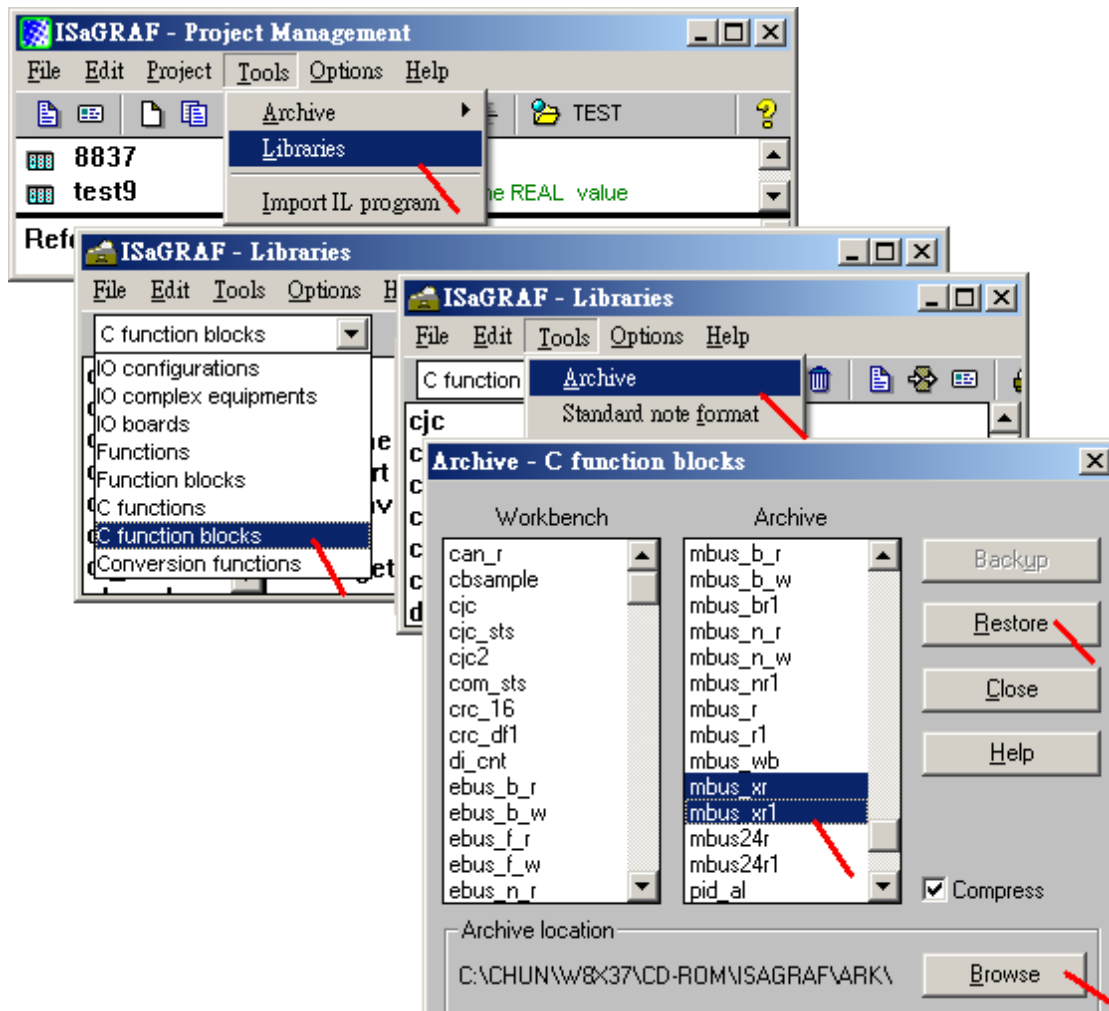 ISaGRAF - Project Management
File Edit Project Tools Options Help
Archive
TEST
8837
Libraries
test9
REAL value
Import IL program
ISaGRAF - Libraries
File Edit Tools Options
C function blocks
IO configurations
IO complex equipments
IO boards
Functions
Function blocks
C functions
C function blocks
Conversion functions
ISaGRAF - Libraries
File Edit Tools Options Help
C function
Archive
Standard note format
cjc
Archive - C function blocks
Workbench
can_r
cbsample
cjc
cjc_sts
cjc2
com_sts
crc_16
crc_df1
di_cnt
ebus_b_r
ebus_b_w
ebus_f_r
ebus_f_w
ebus_n_r
Archive
mbus_b_r
mbus_b_w
mbus_br1
mbus_n_r
mbus_n_w
mbus_nr1
mbus_r
mbus_r1
mbus_wb
mbus_xr
mbus_xr1
mbus24r
mbus24r1
pid_al
Backup
Restore
Close
Help
Compress
Archive location
C:\CHUN\W8X37\CD-ROM\ISAGRAF\ARK\
Browse